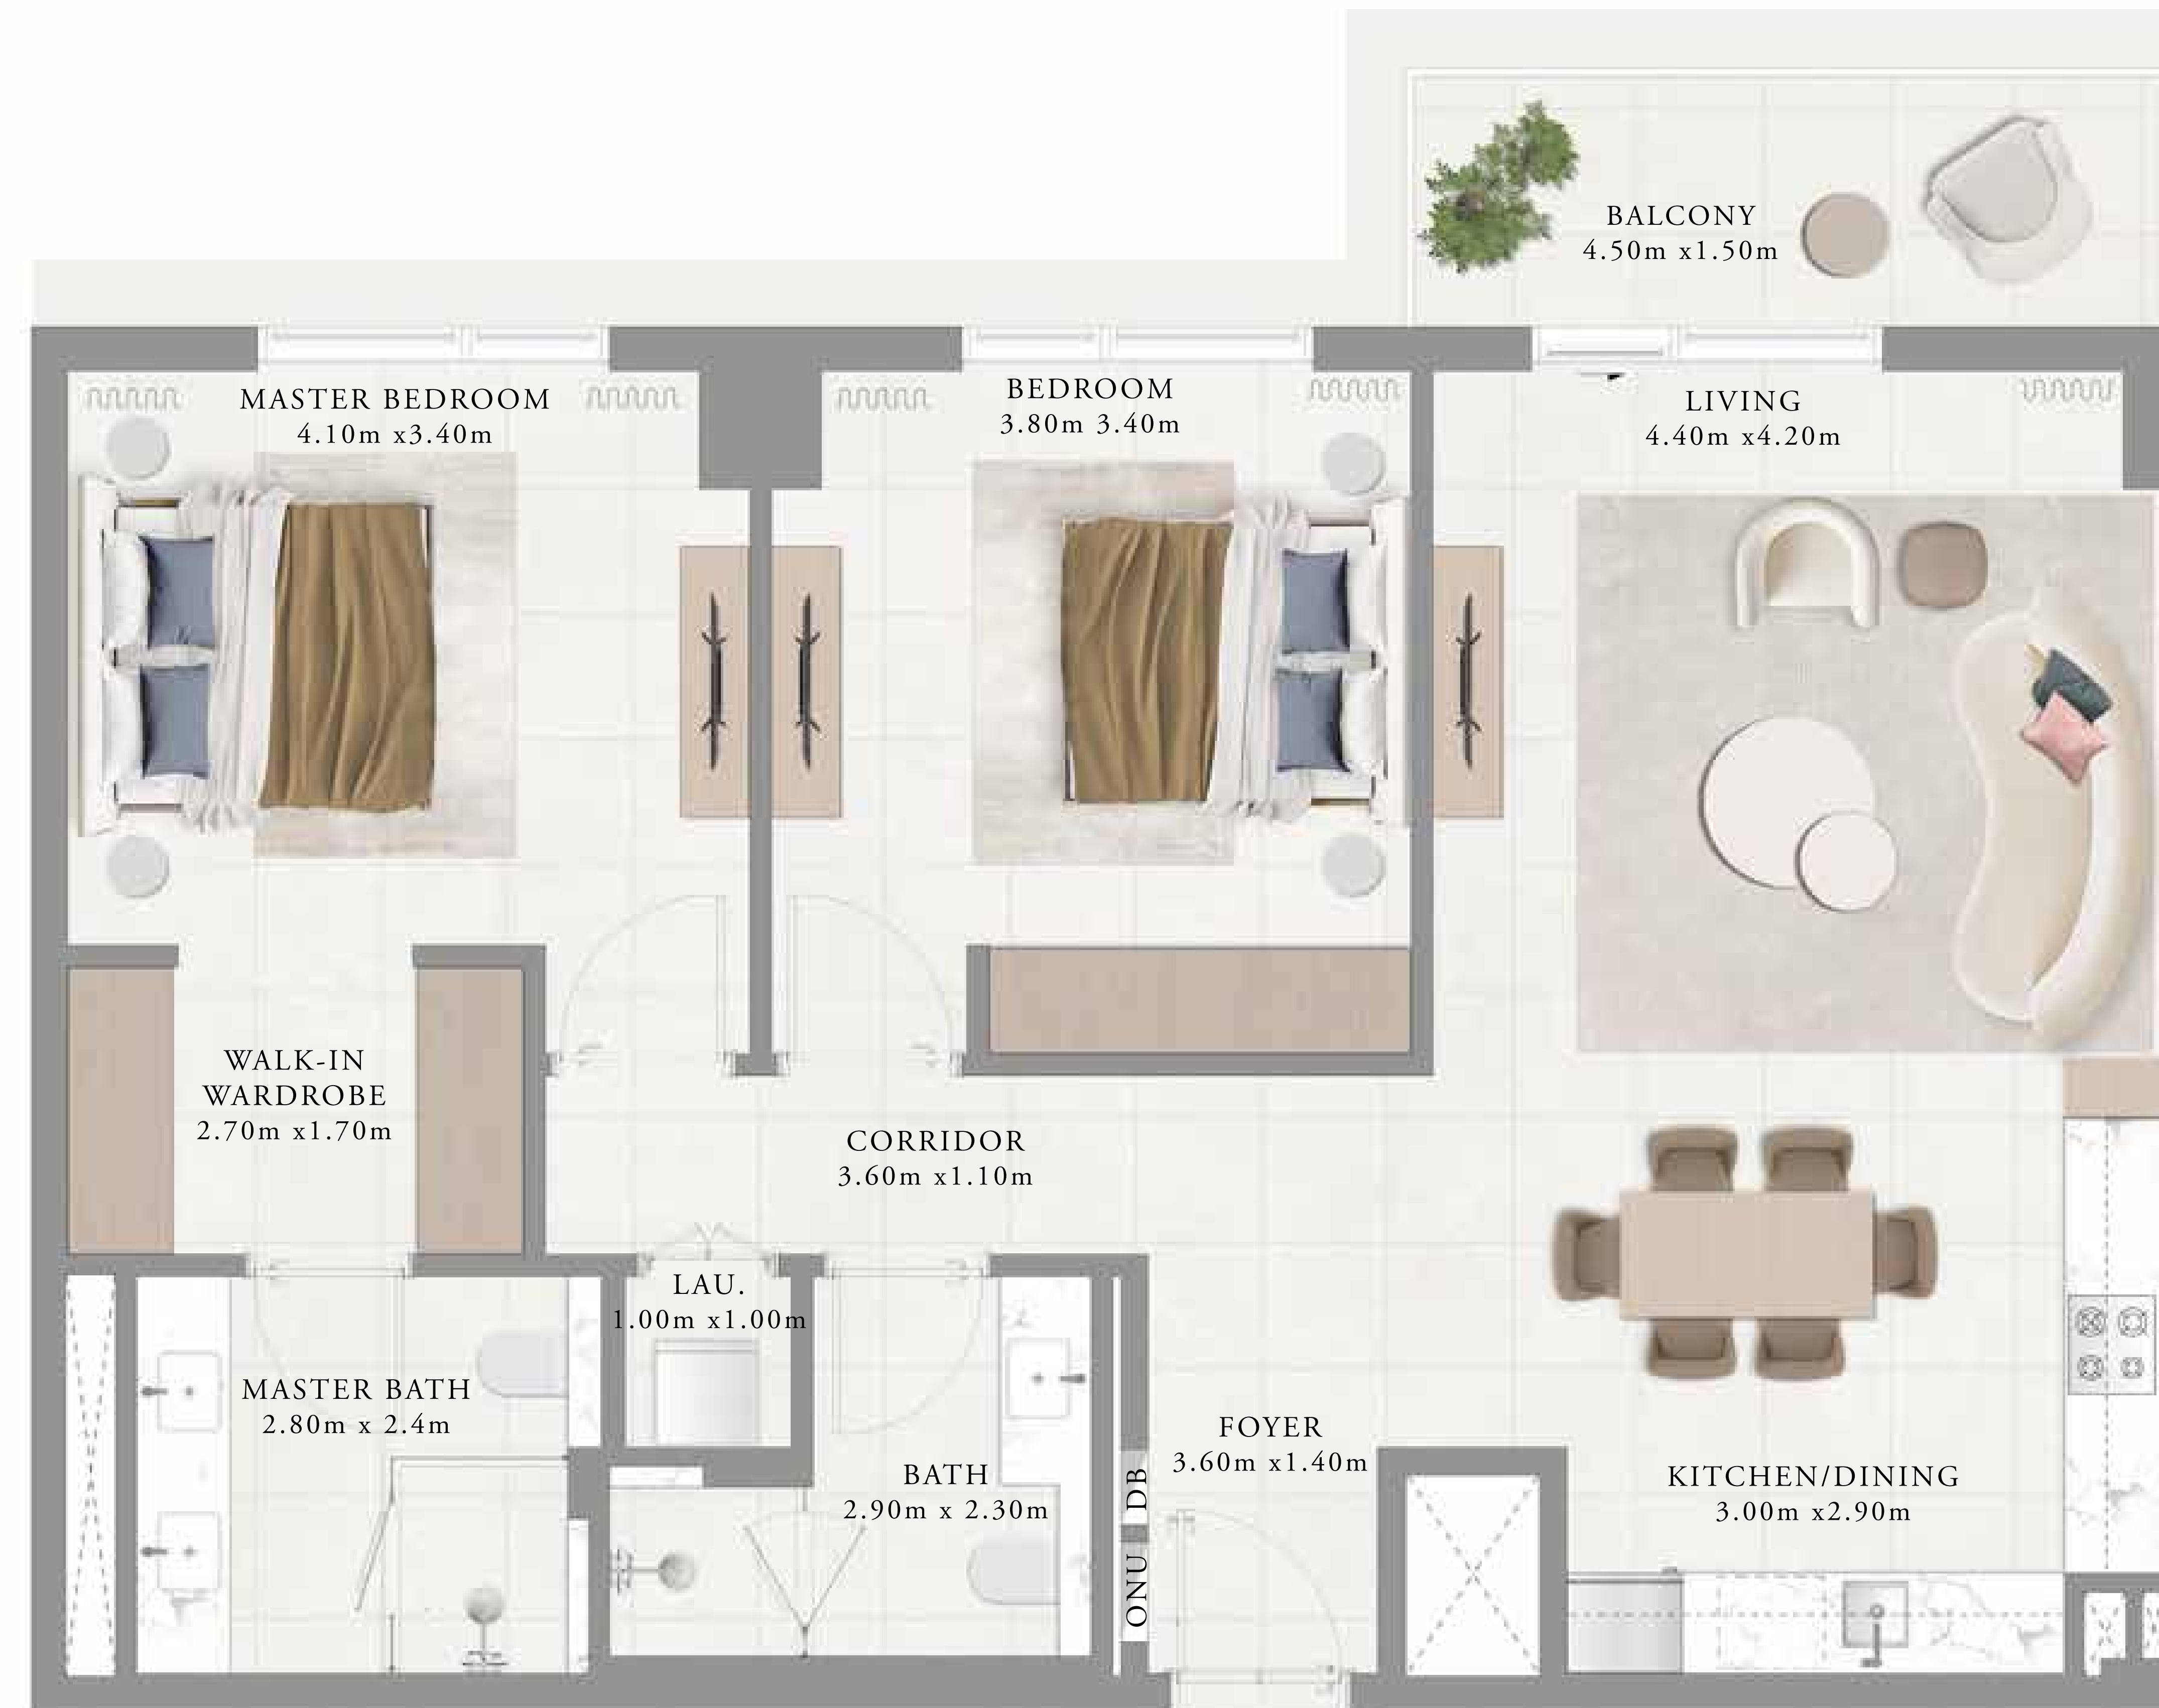 BALCONY
4.50m x1.50m
MASTER BEDROOM
4.10m x3.40m
BEDROOM
3.80m 3.40m
LIVING
4.40m x4.20m
WALK-IN
WARDROBE
2.70m x1.70m
CORRIDOR
3.60m x1.10m
LAU.
1.00m x1.00m
MASTER BATH
2.80m x 2.4m
BATH
2.90m x 2.30m
DB
ONU
FOYER
3.60m x1.40m
KITCHEN/DINING
3.00m x2.90m